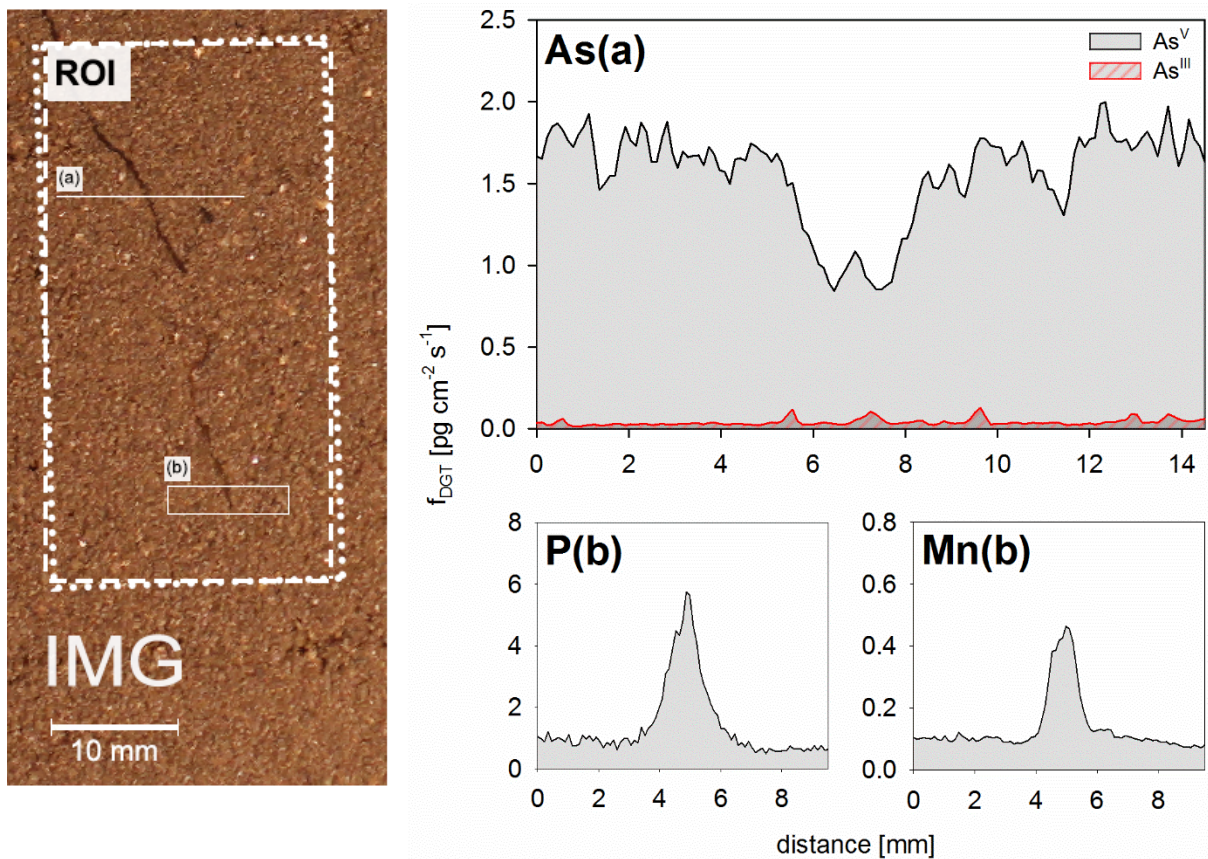 ROI
(a)
(b)
IMG
10 mm
As(a)
As^V
As^III
2.5
2.0
1.5
1.0
0.5
0.0
0 2 4 6 8 10 12 14
f_DGT [pg cm^-2 s^-1]
P(b)
8
6
4
2
0
0 2 4 6 8
Mn(b)
0.8
0.6
0.4
0.2
0.0
0 2 4 6 8
distance [mm]